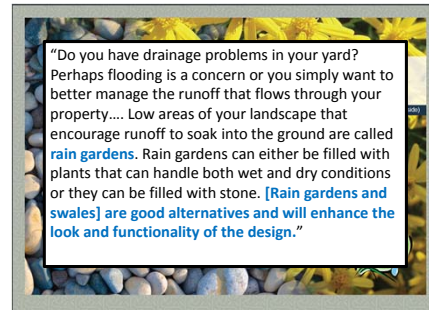 “Do you have drainage problems in your yard?
Perhaps flooding is a concern or you simply want to
better manage the runoff that flows through your
property…. Low areas of your landscape that
encourage runoff to soak into the ground are called
rain gardens. Rain gardens can either be filled with
plants that can handle both wet and dry conditions
or they can be filled with stone. [Rain gardens and
swales] are good alternatives and will enhance the
look and functionality of the design.”